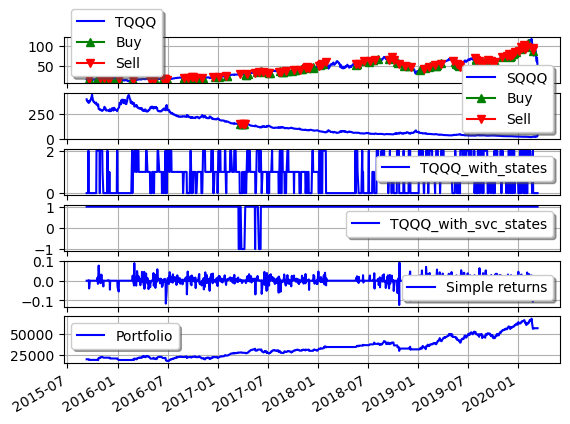 TQQQ
Buy
Sell
100
50
SQQQ
Buy
Sell
250
0
2
0
TQQQ_with_states
1
0
−1
TQQQ_with_svc_states
0.1
0.0
−0.1
Simple returns
50000
25000
Portfolio
2015-07
2016-01
2016-07
2017-01
2017-07
2018-01
2018-07
2019-01
2019-07
2020-01